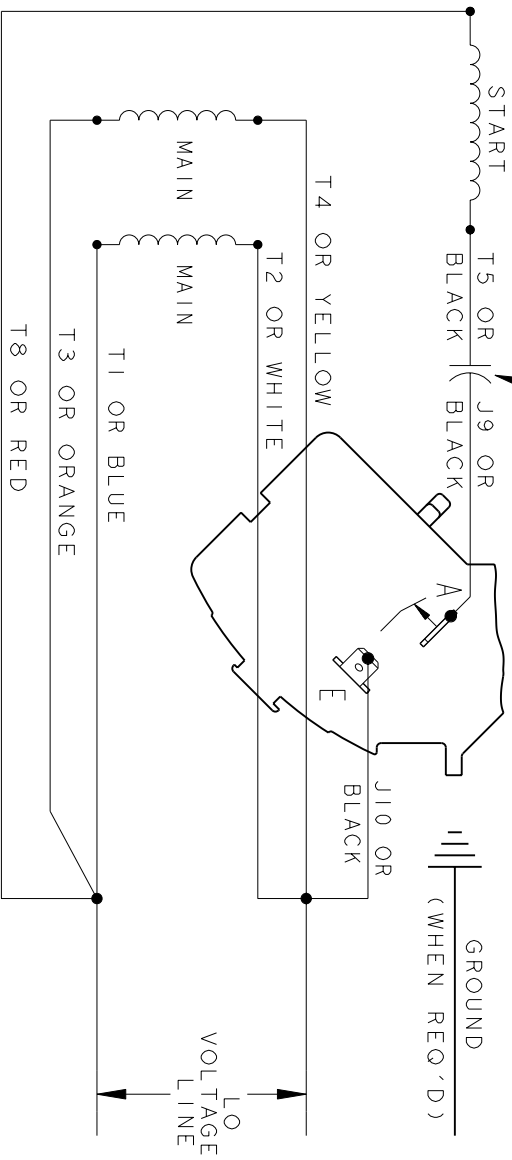 START
T5 OR
BLACK
J9 OR
BLACK
MAIN
MAIN
T4 OR YELLOW
T2 OR WHITE
T1 OR BLUE
T3 OR ORANGE
T8 OR RED
A
E
J10 OR
BLACK
GROUND
(WHEN REQ'D)
LO
VOLTAGE
LINE